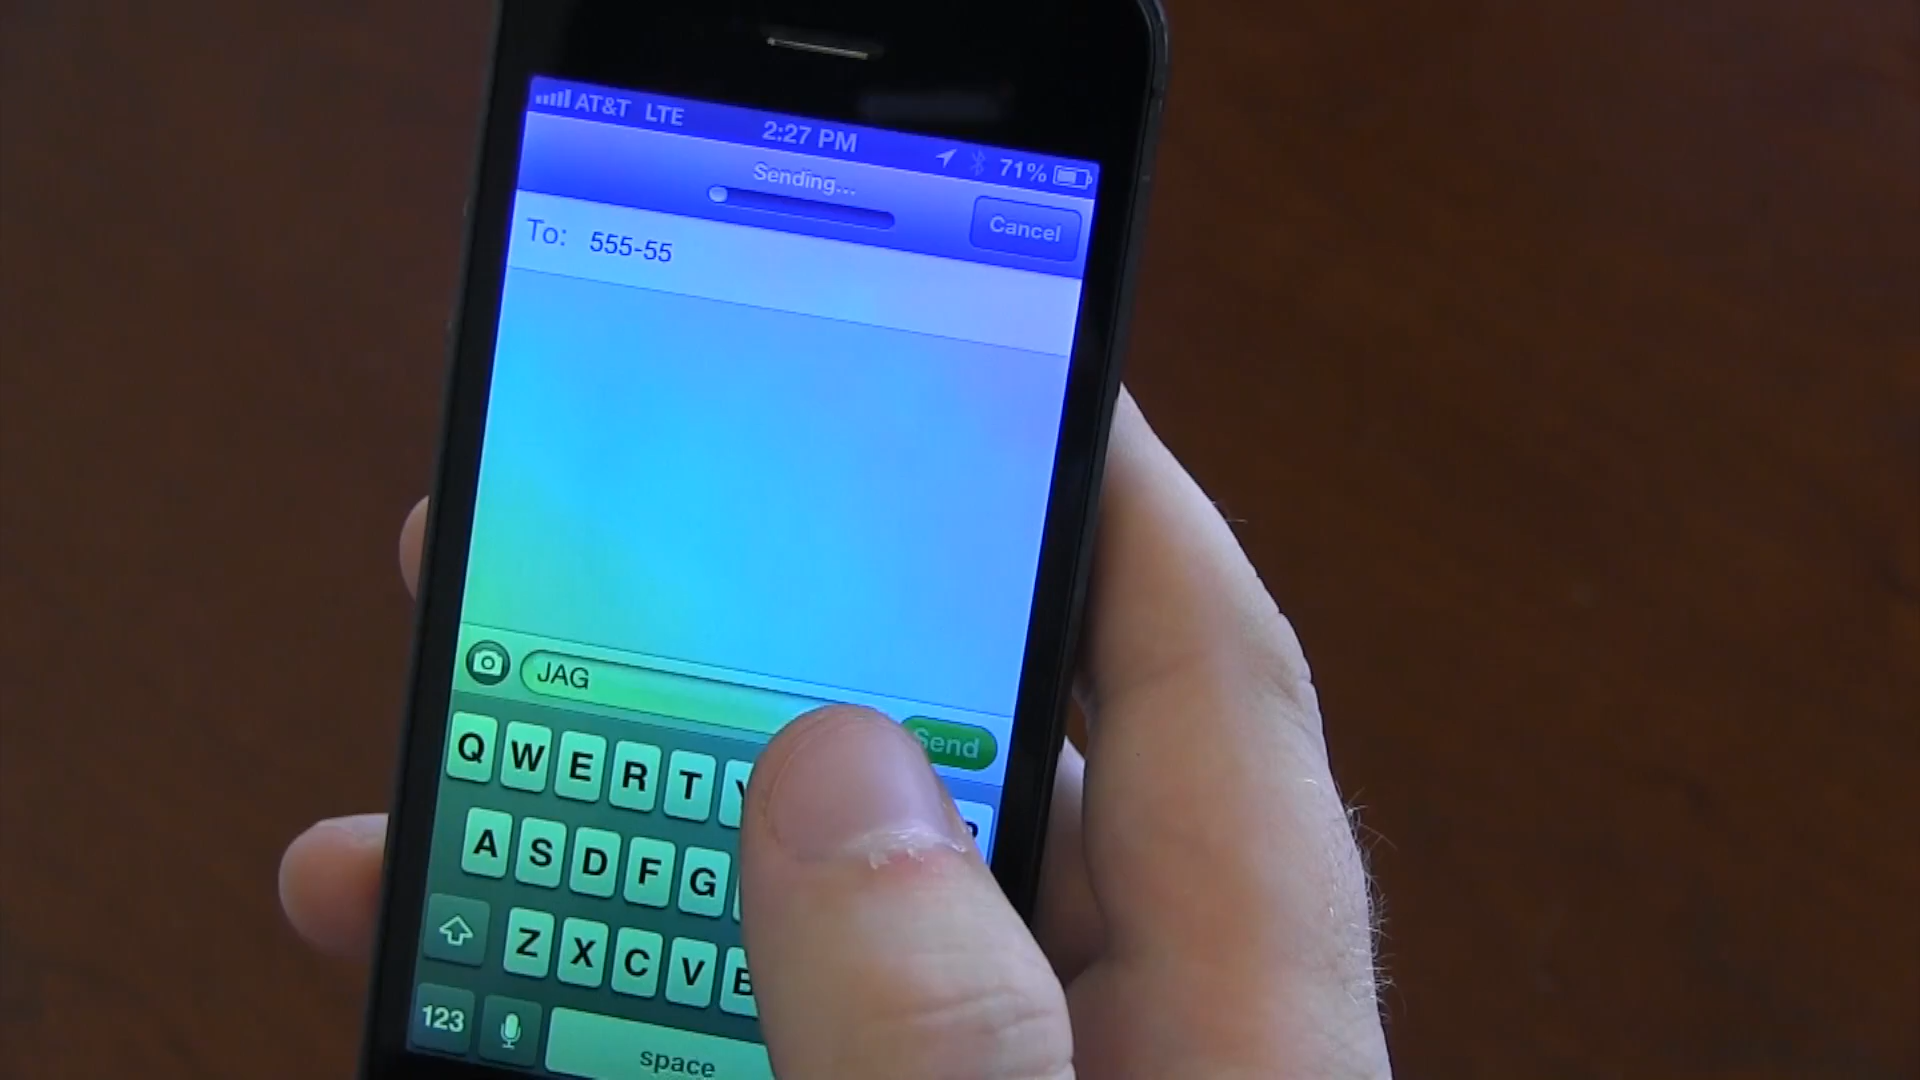 AT&T LTE 2:27 PM 71%
Sending...
Cancel
To: 555-55
JAG
Send
Q W E R T
A S D F G
Z X C V B
123 space